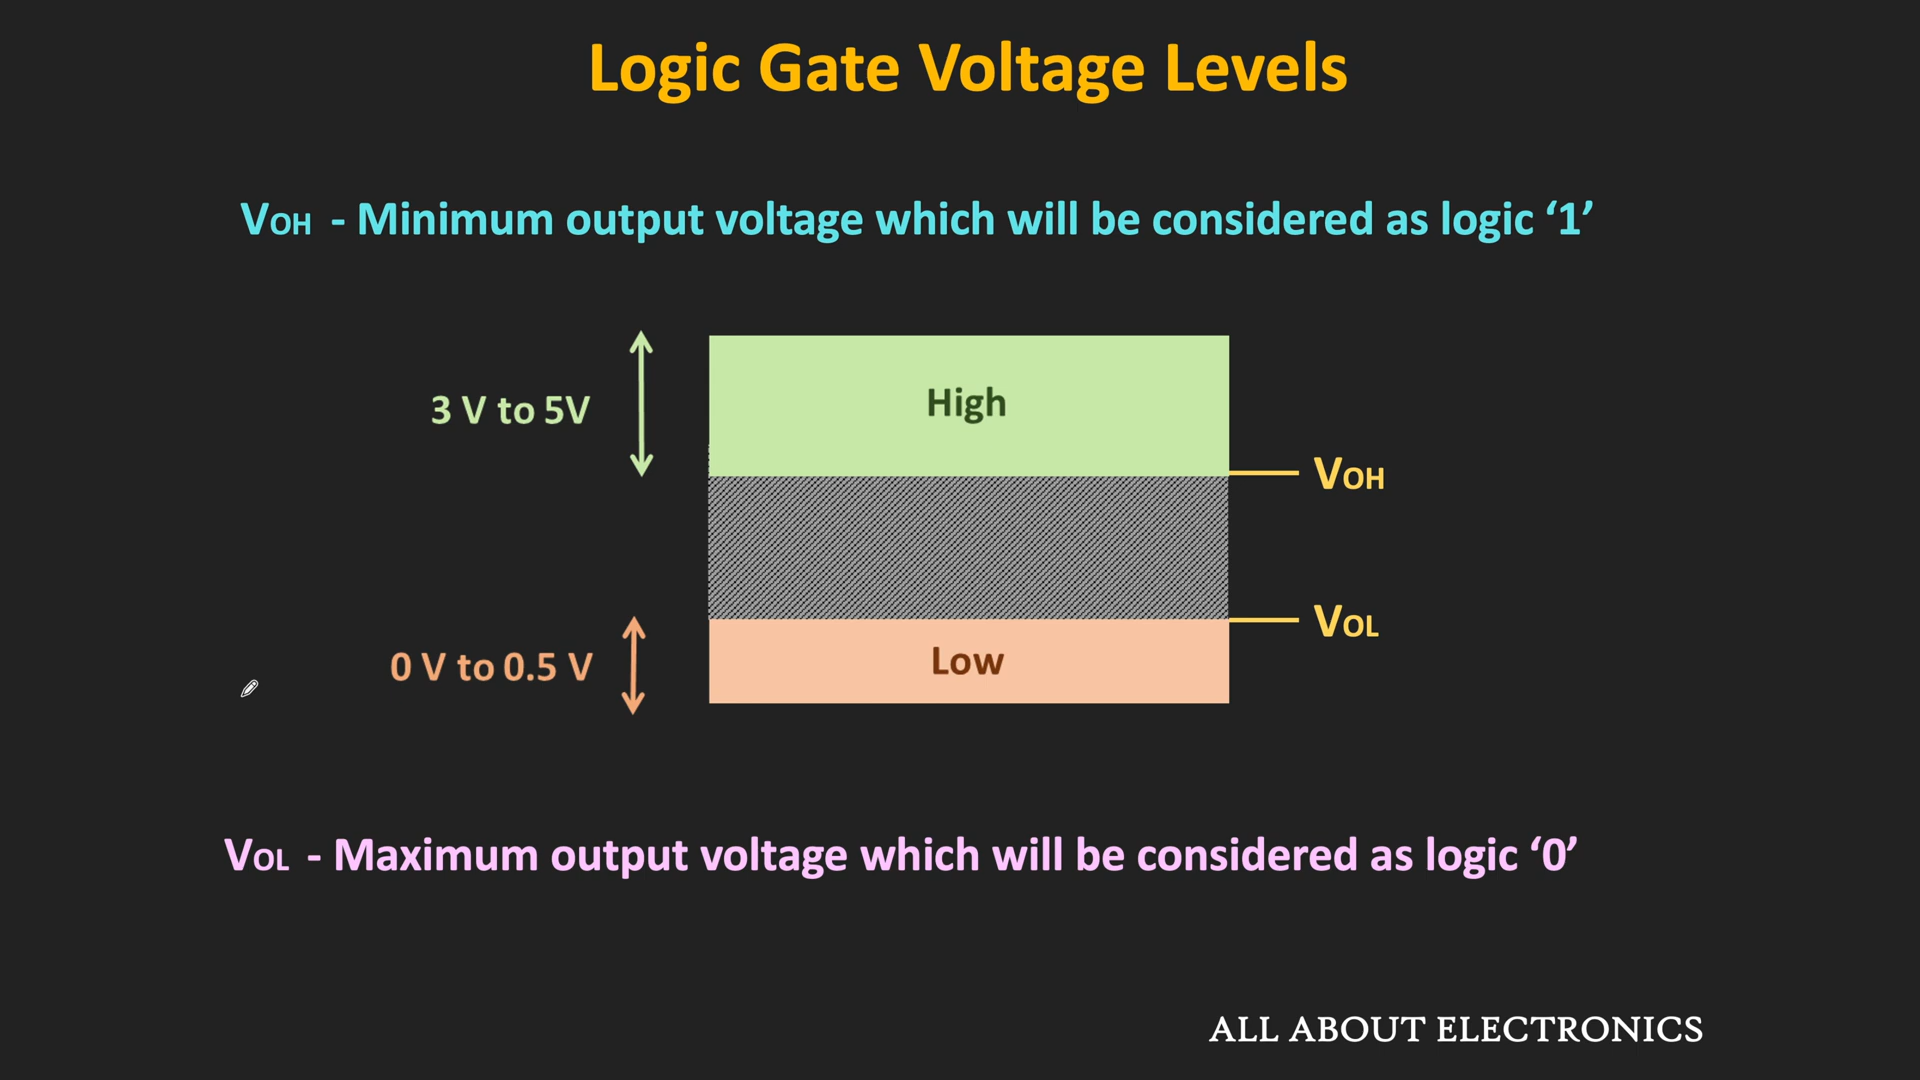 Logic Gate Voltage Levels
VOH - Minimum output voltage which will be considered as logic ‘1’
3 V to 5V
High
VOH
VOL
0 V to 0.5 V
Low
VOL - Maximum output voltage which will be considered as logic ‘0’
ALL ABOUT ELECTRONICS